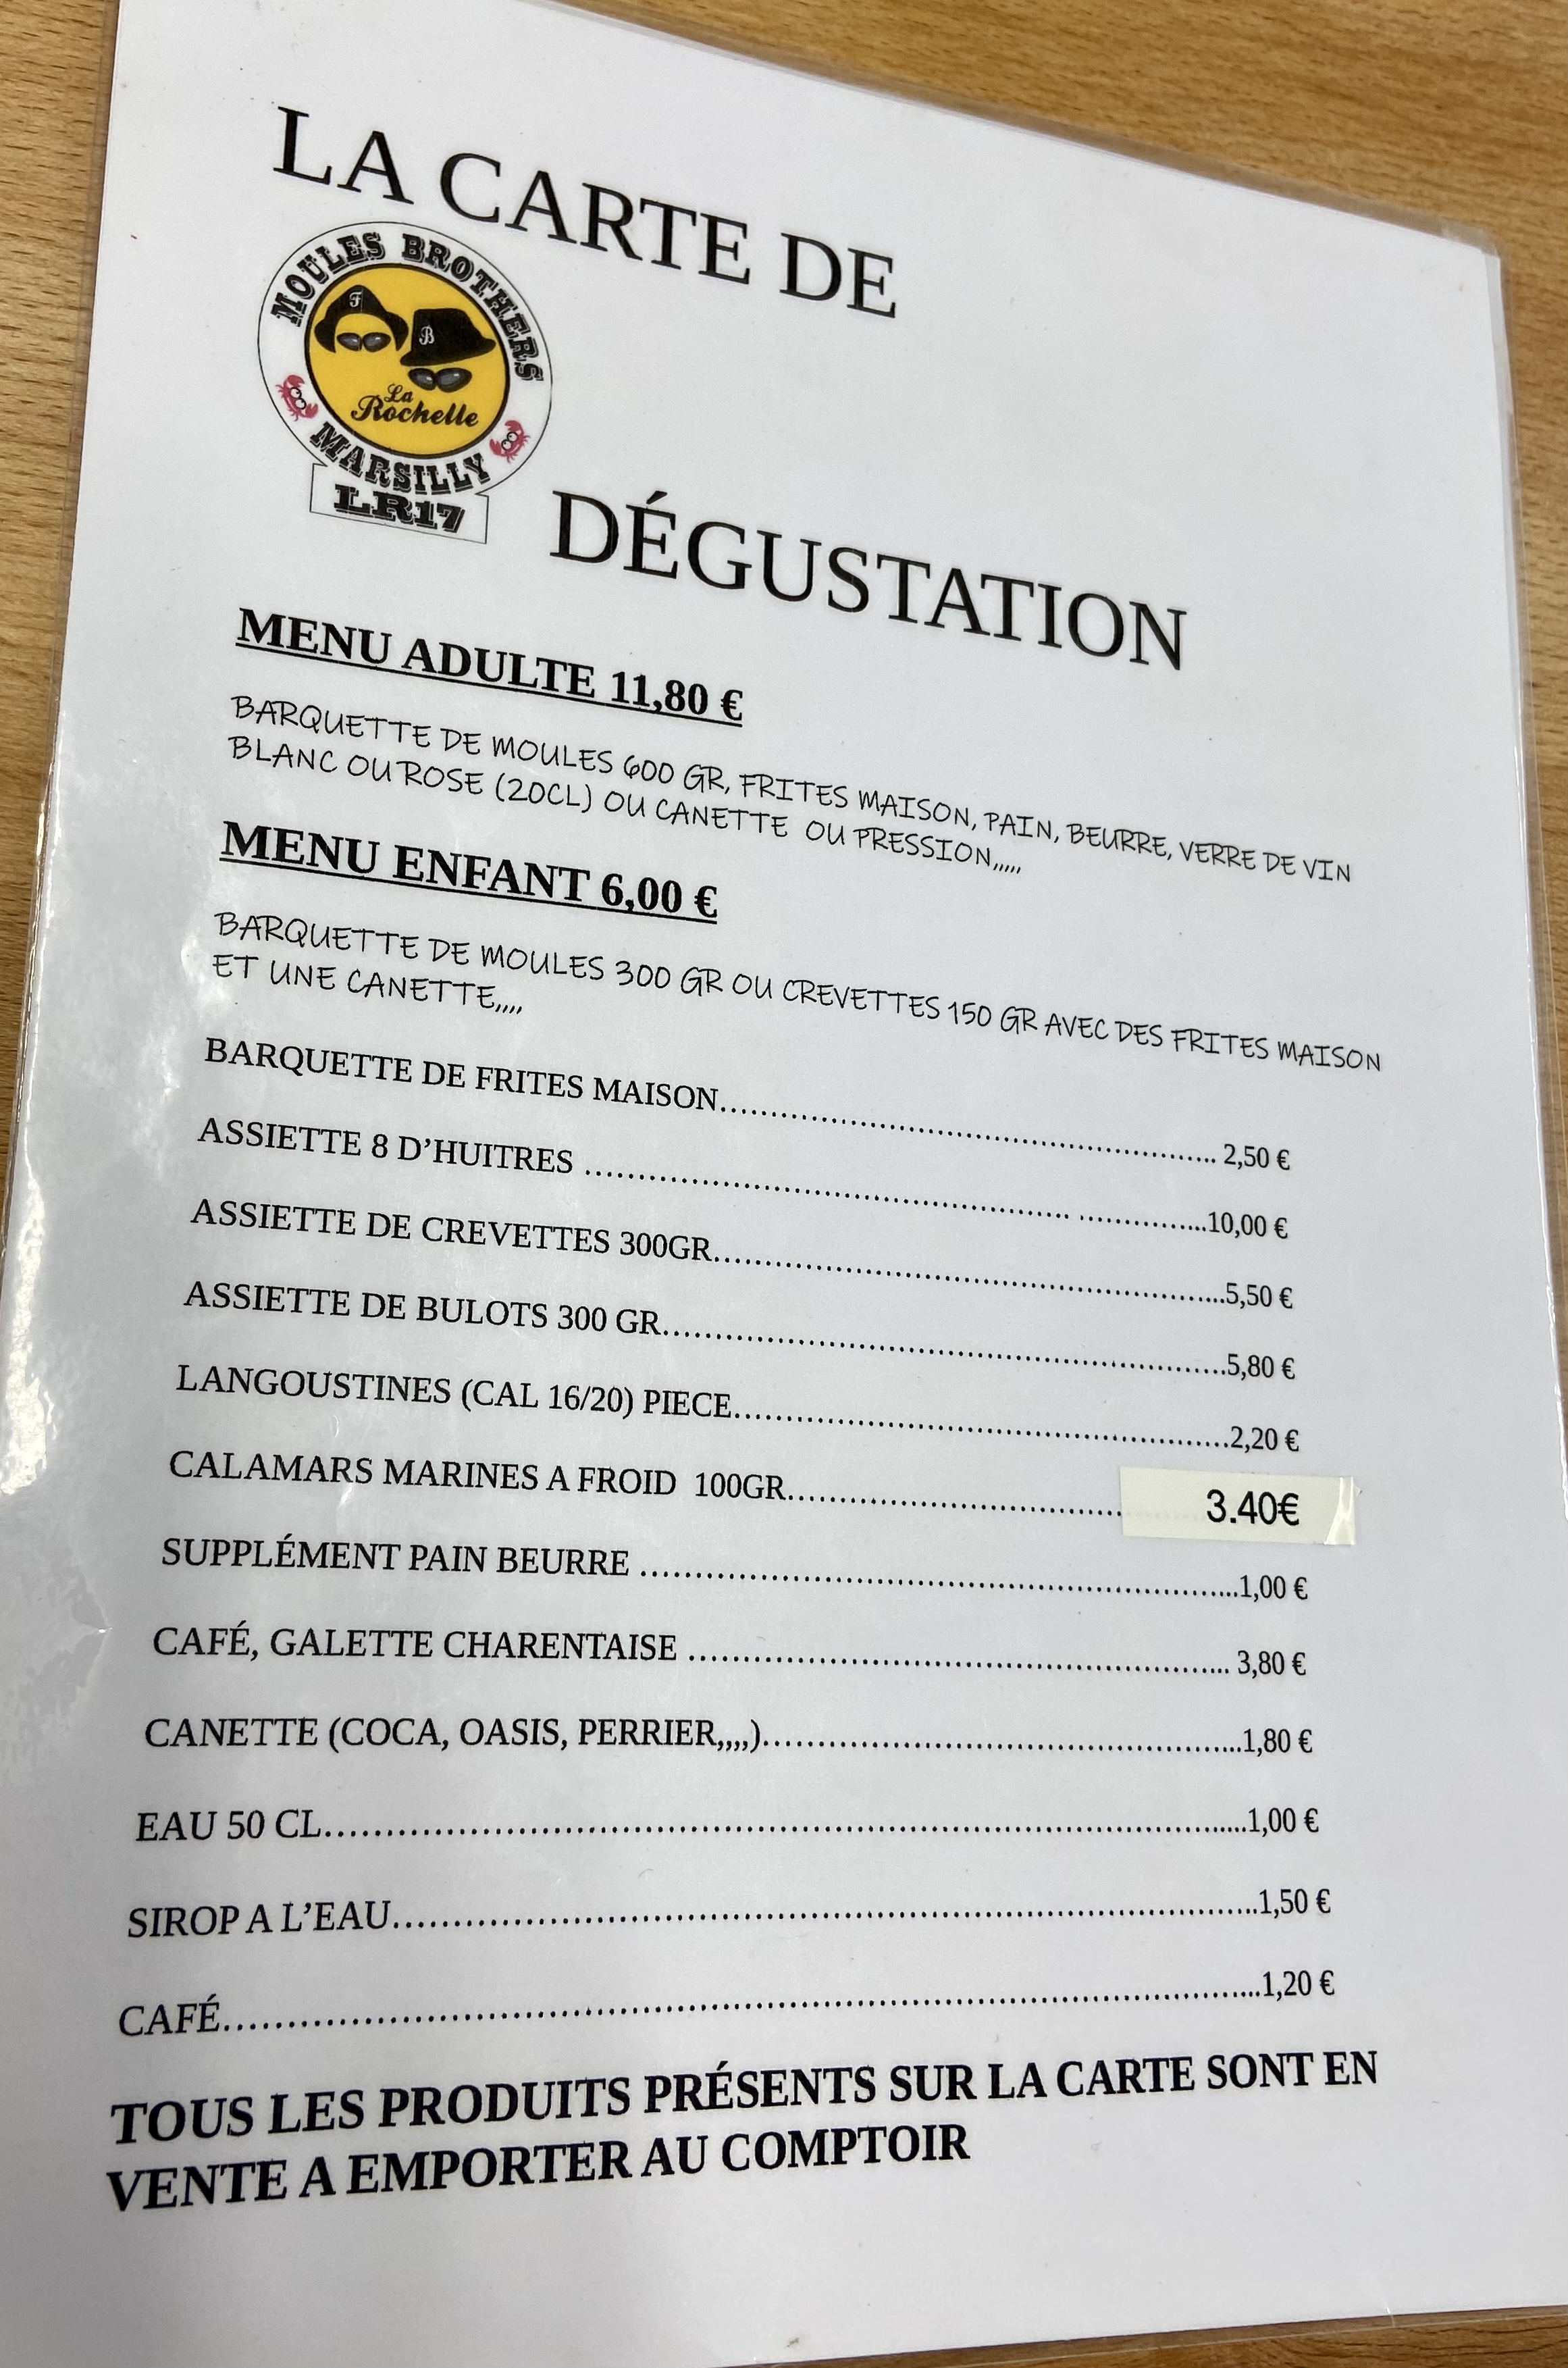 LA CARTE DE
MOULES BROTHERS
F
B
La
Rochelle
MARSILLY
LR17
DÉGUSTATION
MENU ADULTE 11,80 €
BARQUETTE DE MOULES 600 GR, FRITES MAISON, PAIN, BEURRE, VERRE DE VIN
BLANC OU ROSE (20CL) OU CANETTE OU PRESSION,,,,,
MENU ENFANT 6,00 €
BARQUETTE DE MOULES 300 GR OU CREVETTES 150 GR AVEC DES FRITES MAISON
ET UNE CANETTE,,,,
BARQUETTE DE FRITES MAISON.................................................. 2,50 €
ASSIETTE 8 D'HUITRES ..................................................10,00 €
ASSIETTE DE CREVETTES 300GR..................................................5,50 €
ASSIETTE DE BULOTS 300 GR..................................................5,80 €
LANGOUSTINES (CAL 16/20) PIECE..................................................2,20 €
CALAMARS MARINES A FROID 100GR........................................ 3.40€
SUPPLÉMENT PAIN BEURRE ..................................................1,00 €
CAFÉ, GALETTE CHARENTAISE .................................................. 3,80 €
CANETTE (COCA, OASIS, PERRIER,,,,)..................................................1,80 €
EAU 50 CL..................................................1,00 €
SIROP A L'EAU..................................................1,50 €
CAFÉ..................................................1,20 €
TOUS LES PRODUITS PRÉSENTS SUR LA CARTE SONT EN
VENTE A EMPORTER AU COMPTOIR